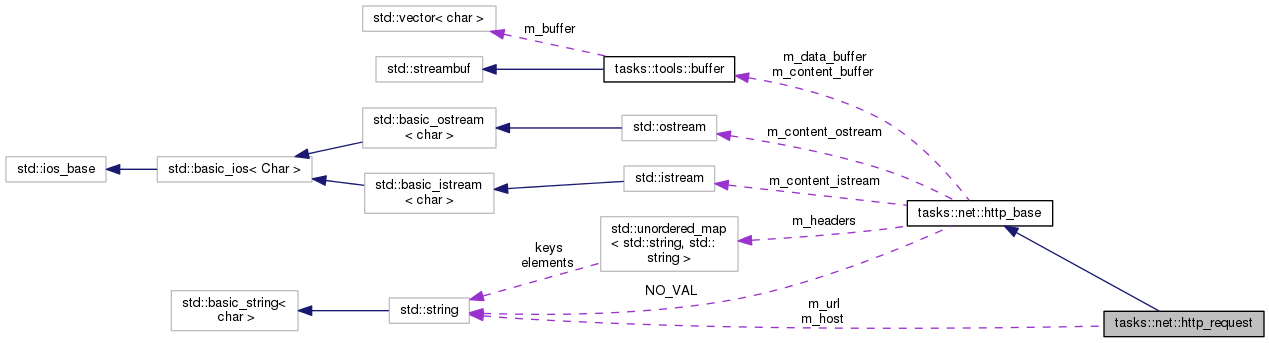 std::vector< char >
m_buffer
m_data_buffer
m_content_buffer
std::streambuf
tasks::tools::buffer
std::basic_ostream
< char >
std::ostream
m_content_ostream
std::ios_base
std::basic_ios< Char >
std::basic_istream
< char >
std::istream
m_content_istream
tasks::net::http_base
std::unordered_map
< std::string, std::
string >
m_headers
keys
elements
NO_VAL
std::basic_string<
char >
std::string
m_url
m_host
tasks::net::http_request